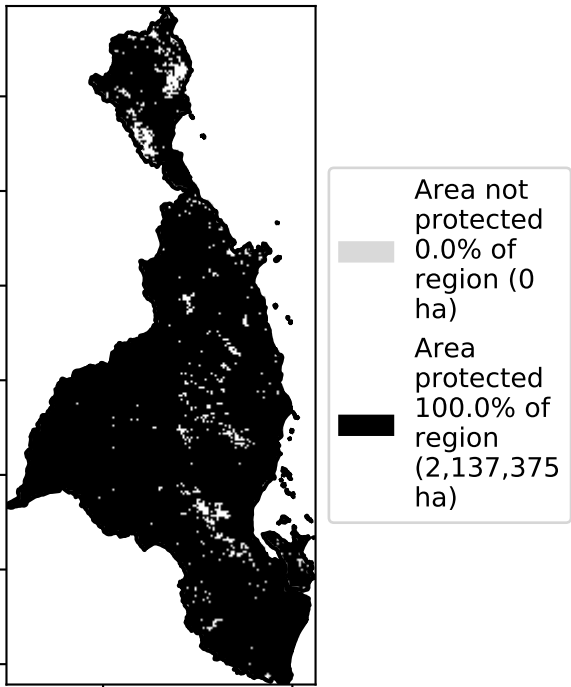 Area not
protected
0.0% of
region (0
ha)
Area
protected
100.0% of
region
(2,137,375
ha)